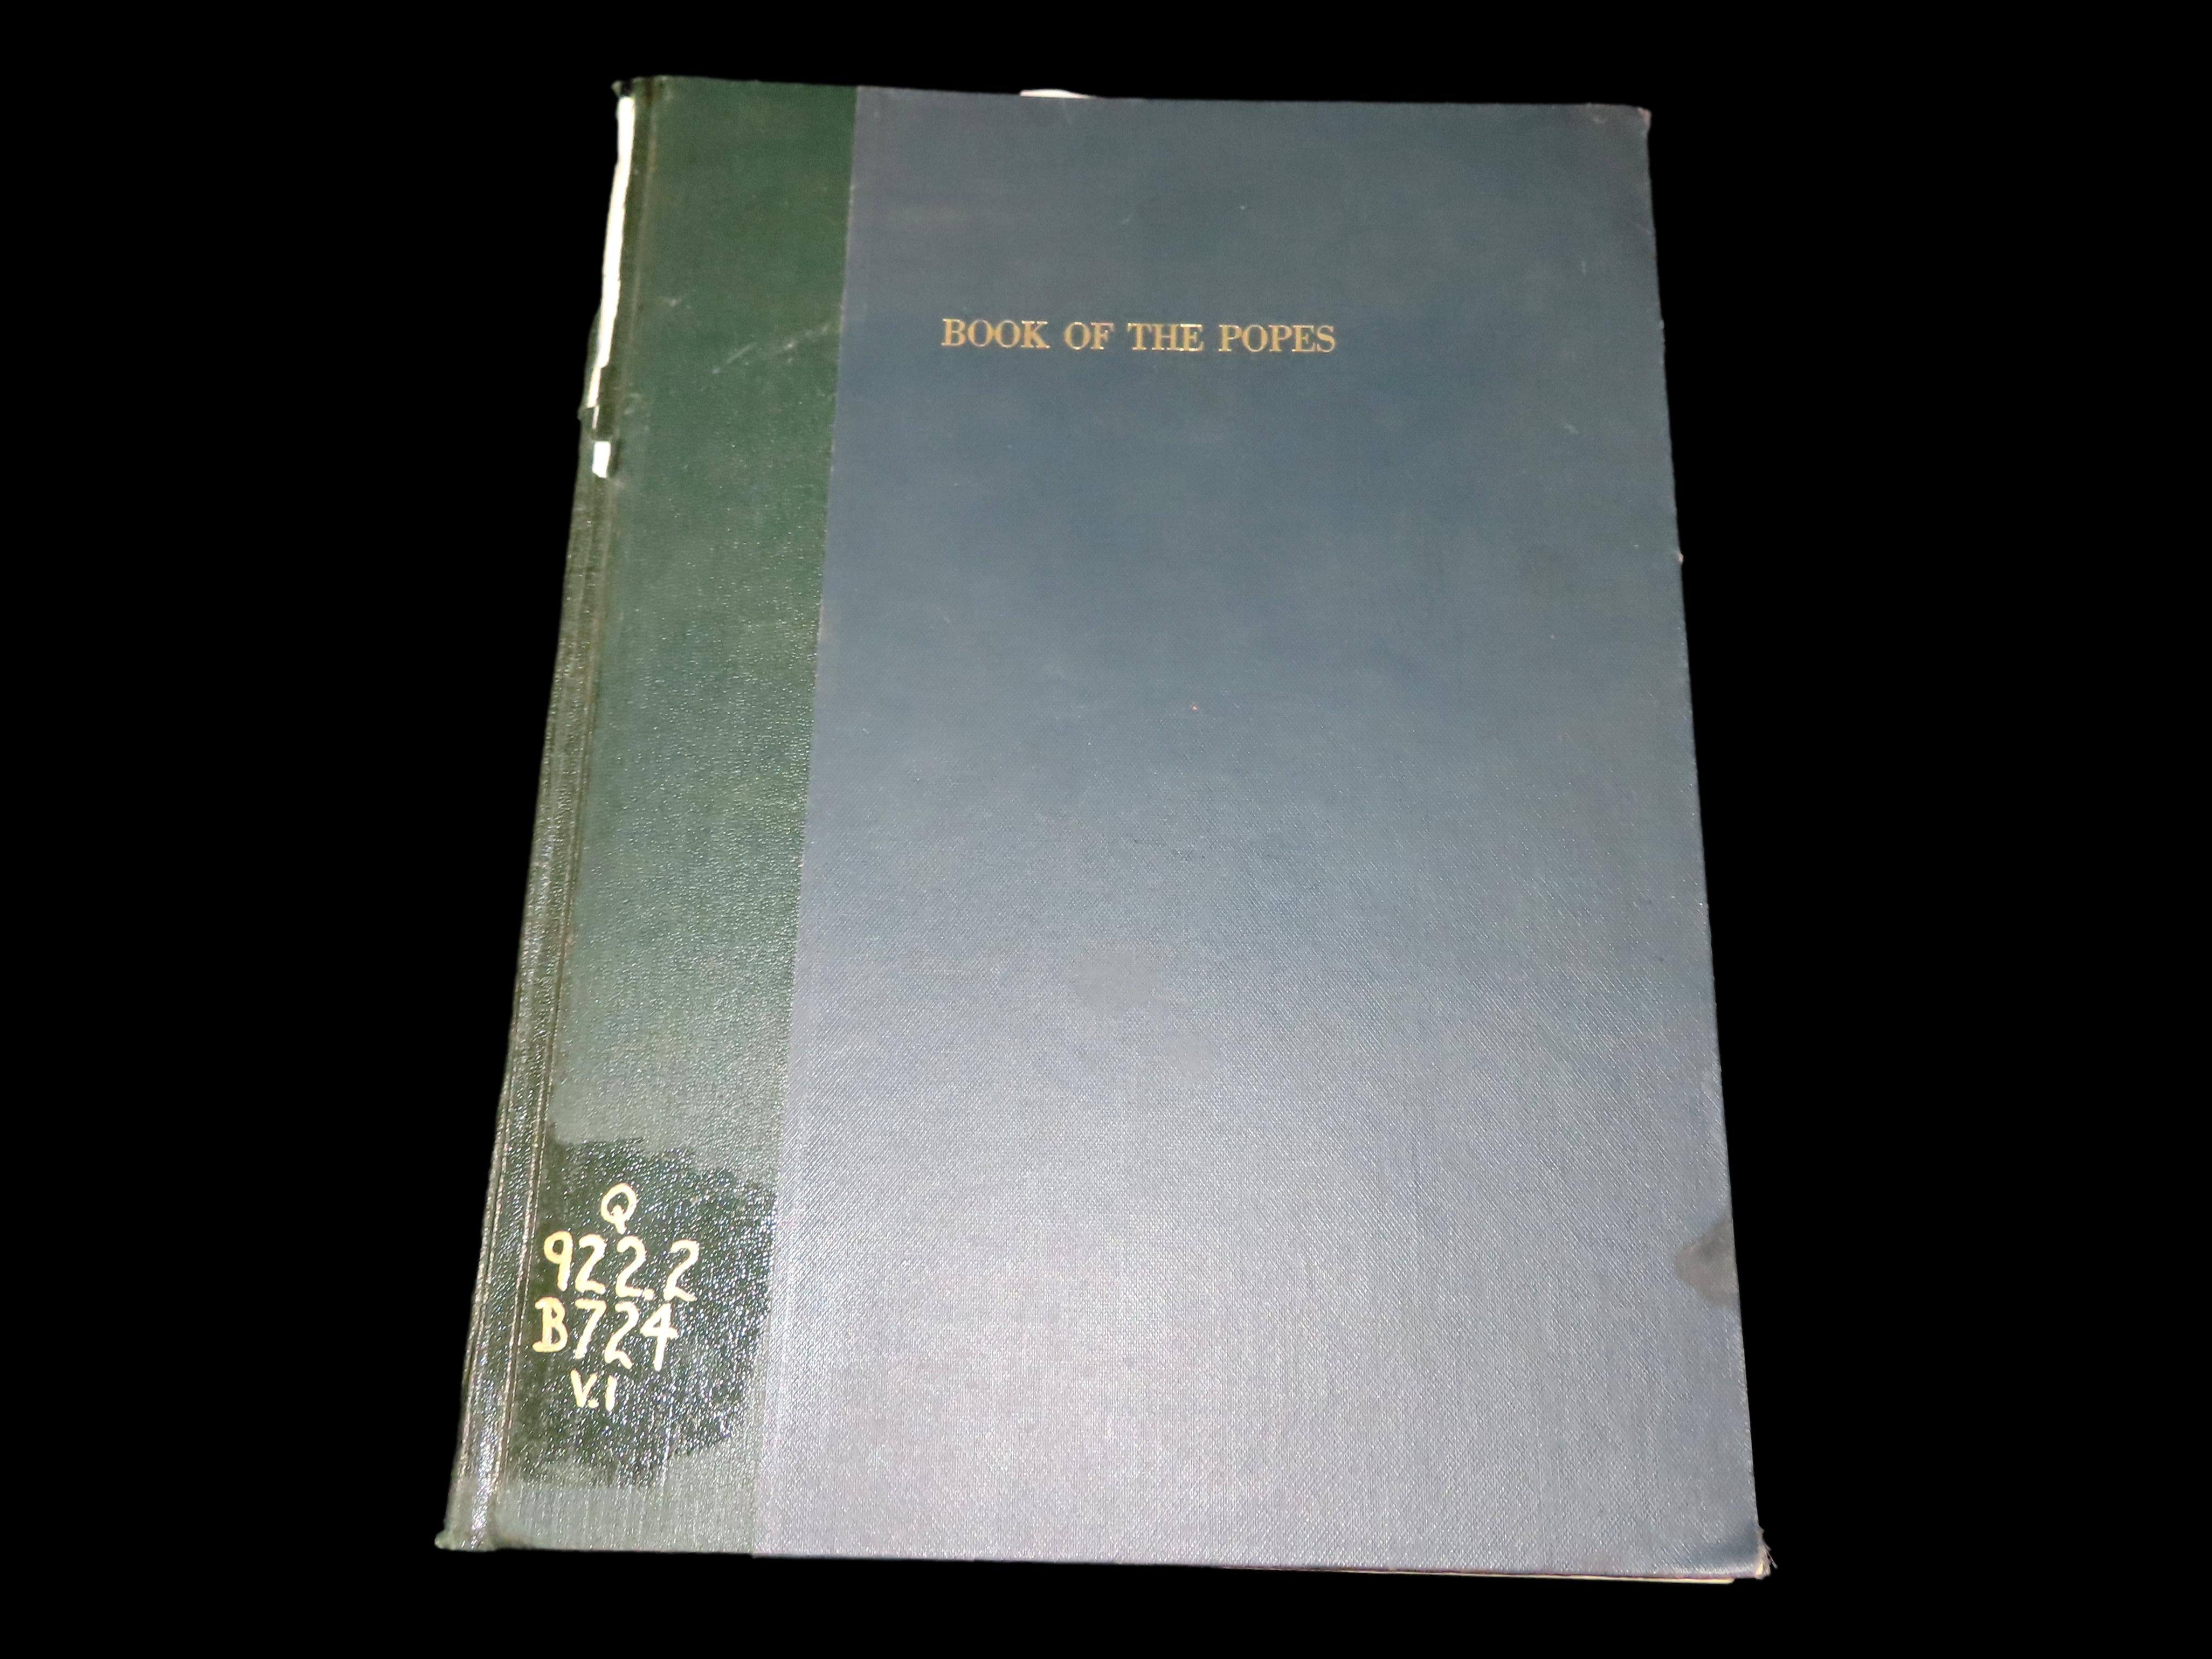 BOOK OF THE POPES
Q
922.2
B724
V.1